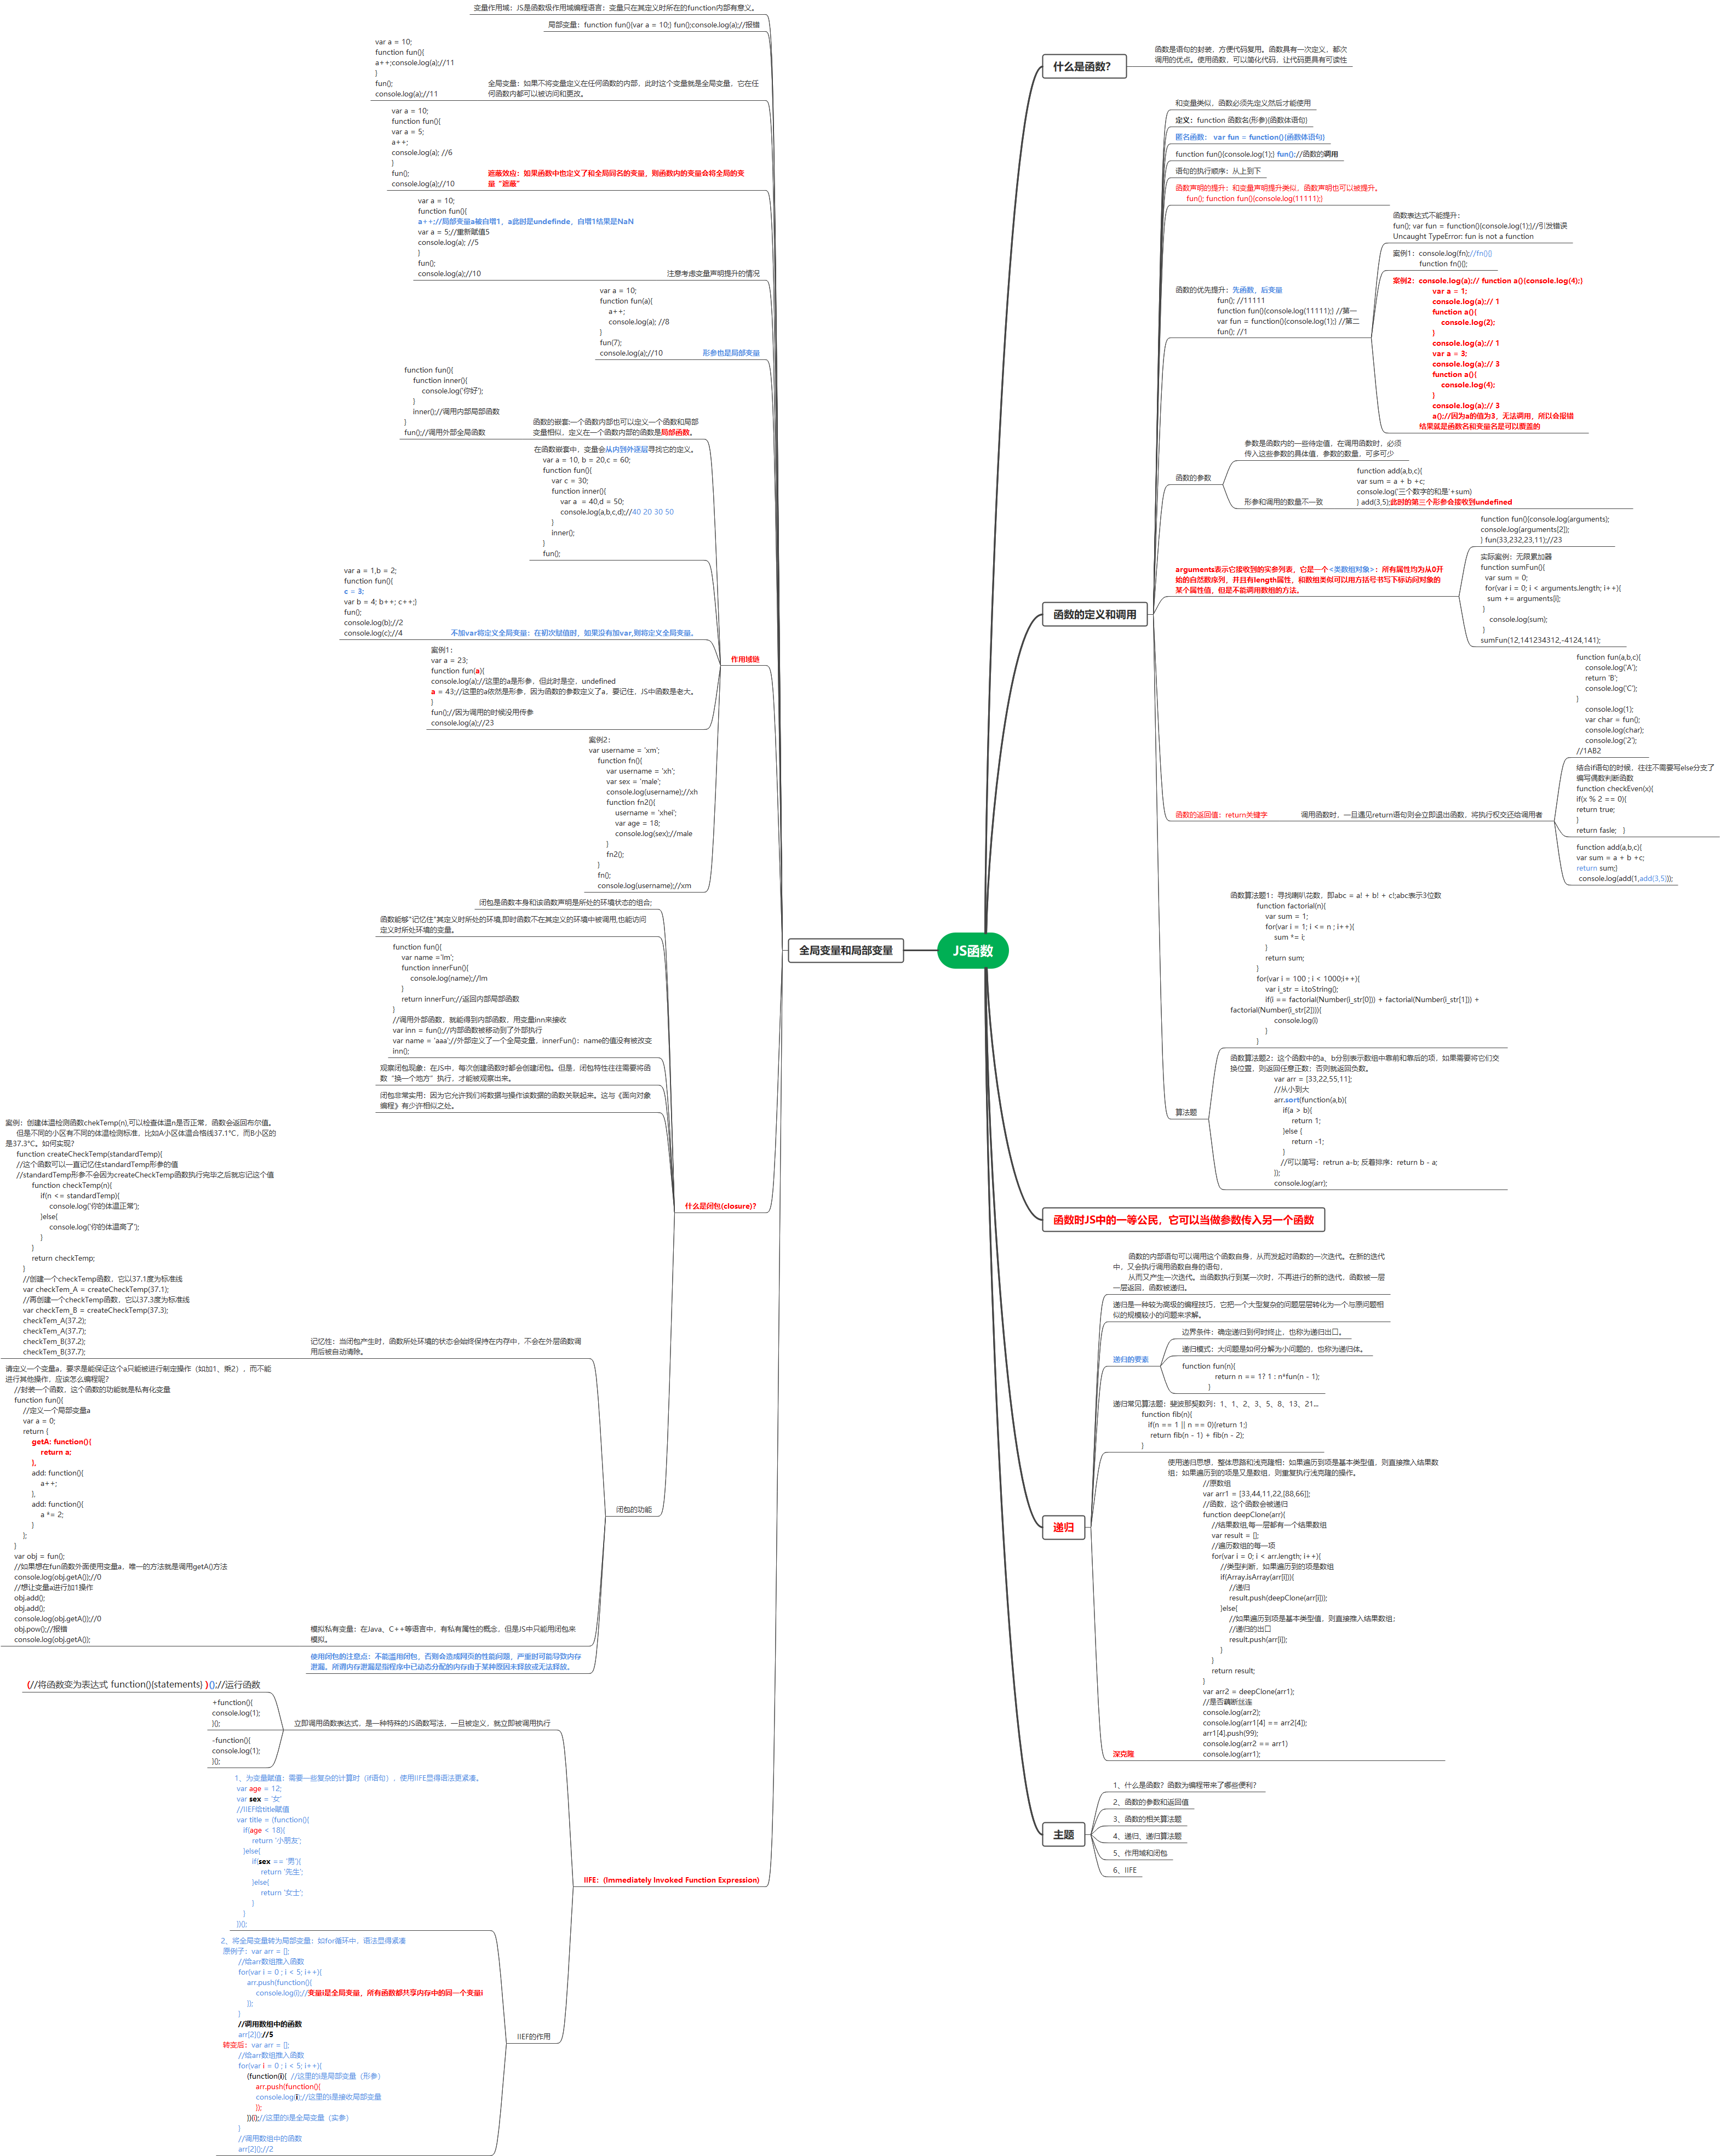 JS函数
什么是函数？
函数是语句的封装，方便代码复用。函数具有一次定义，都次
调用的优点。使用函数，可以简化代码，让代码更具有可读性
函数的定义和调用
和变量类似，函数必须先定义然后才能使用
定义：function 函数名(形参){函数体语句}
匿名函数： var fun = function(){函数体语句}
function fun(){console.log(1);} fun();//函数的调用
语句的执行顺序：从上到下
函数声明的提升：和变量声明提升类似，函数声明也可以被提升。
fun(); function fun(){console.log(11111);}
函数的优先提升：先函数，后变量
fun(); //11111
function fun(){console.log(11111);} //第一
var fun = function(){console.log(1);} //第二
fun(); //1
函数表达式不能提升：
fun(); var fun = function(){console.log(1);}//引发错误
Uncaught TypeError: fun is not a function
案例1：console.log(fn);//fn(){}
function fn(){};
案例2：console.log(a);// function a(){console.log(4);}
var a = 1;
console.log(a);// 1
function a(){
console.log(2);
}
console.log(a);// 1
var a = 3;
console.log(a);// 3
function a(){
console.log(4);
}
console.log(a);// 3
a();//因为a的值为3，无法调用，所以会报错
结果就是函数名和变量名是可以覆盖的
函数的参数
参数是函数内的一些待定值，在调用函数时，必须
传入这些参数的具体值，参数的数量，可多可少
形参和调用的数量不一致
function add(a,b,c){
var sum = a + b +c;
console.log('三个数字的和是'+sum)
} add(3,5);此时的第三个形参会接收到undefined
arguments表示它接收到的实参列表，它是一个<类数组对象>：所有属性均为从0开
始的自然数序列，并且有length属性，和数组类似可以用方括号书写下标访问对象的
某个属性值，但是不能调用数组的方法。
function fun(){console.log(arguments);
console.log(arguments[2]);
} fun(33,232,23,11);//23
实际案例：无限累加器
function sumFun(){
var sum = 0;
for(var i = 0; i < arguments.length; i++){
sum += arguments[i];
}
console.log(sum);
}
sumFun(12,141234312,-4124,141);
函数的返回值：return关键字
调用函数时，一旦遇见return语句则会立即退出函数，将执行权交还给调用者
function fun(a,b,c){
console.log('A');
return 'B';
console.log('C');
}
console.log(1);
var char = fun();
console.log(char);
console.log('2');
//1AB2
结合if语句的时候，往往不需要写else分支了
编写偶数判断函数
function checkEven(x){
if(x % 2 == 0){
return true;
}
return fasle; }
function add(a,b,c){
var sum = a + b +c;
return sum;}
console.log(add(1,add(3,5)));
算法题
函数算法题1：寻找喇叭花数，即abc = a! + b! + c!;abc表示3位数
function factorial(n){
var sum = 1;
for(var i = 1; i <= n ; i++){
sum *= i;
}
return sum;
}
for(var i = 100 ; i < 1000;i++){
var i_str = i.toString();
if(i == factorial(Number(i_str[0])) + factorial(Number(i_str[1])) +
factorial(Number(i_str[2]))){
console.log(i)
}
}
函数算法题2：这个函数中的a、b分别表示数组中靠前和靠后的项，如果需要将它们交
换位置，则返回任意正数；否则就返回负数。
var arr = [33,22,55,11];
//从小到大
arr.sort(function(a,b){
if(a > b){
return 1;
}else {
return -1;
}
//可以简写：retrun a-b; 反着排序：return b - a;
});
console.log(arr);
函数时JS中的一等公民，它可以当做参数传入另一个函数
递归
函数的内部语句可以调用这个函数自身，从而发起对函数的一次迭代。在新的迭代
中，又会执行调用函数自身的语句，
从而又产生一次迭代。当函数执行到某一次时，不再进行的新的迭代，函数被一层
一层返回，函数被递归。
递归是一种较为高级的编程技巧，它把一个大型复杂的问题层层转化为一个与原问题相
似的规模较小的问题来求解。
递归的要素
边界条件：确定递归到何时终止，也称为递归出口。
递归模式：大问题是如何分解为小问题的，也称为递归体。
function fun(n){
return n == 1? 1 : n*fun(n - 1);
}
递归常见算法题：斐波那契数列：1、1、2、3、5、8、13、21...
function fib(n){
if(n == 1 || n == 0){return 1;}
return fib(n - 1) + fib(n - 2);
}
深克隆
使用递归思想，整体思路和浅克隆相：如果遍历到项是基本类型值，则直接推入结果数
组；如果遍历到的项是又是数组，则重复执行浅克隆的操作。
//原数组
var arr1 = [33,44,11,22,[88,66]];
//函数，这个函数会被递归
function deepClone(arr){
//结果数组,每一层都有一个结果数组
var result = [];
//遍历数组的每一项
for(var i = 0; i < arr.length; i++){
//类型判断，如果遍历到的项是数组
if(Array.isArray(arr[i])){
//递归
result.push(deepClone(arr[i]));
}else{
//如果遍历到项是基本类型值，则直接推入结果数组；
//递归的出口
result.push(arr[i]);
}
}
return result;
}
var arr2 = deepClone(arr1);
//是否藕断丝连
console.log(arr2);
console.log(arr1[4] == arr2[4]);
arr1[4].push(99);
console.log(arr2 == arr1)
console.log(arr1);
主题
1、什么是函数？函数为编程带来了哪些便利？
2、函数的参数和返回值
3、函数的相关算法题
4、递归、递归算法题
5、作用域和闭包
6、IIFE
全局变量和局部变量
变量作用域：JS是函数级作用域编程语言：变量只在其定义时所在的function内部有意义。
局部变量：function fun(){var a = 10;} fun();console.log(a);//报错
全局变量：如果不将变量定义在任何函数的内部，此时这个变量就是全局变量，它在任
何函数内都可以被访问和更改。
var a = 10;
function fun(){
a++;console.log(a);//11
}
fun();
console.log(a);//11
遮蔽效应：如果函数中也定义了和全局同名的变量，则函数内的变量会将全局的变
量“遮蔽”
var a = 10;
function fun(){
var a = 5;
a++;
console.log(a); //6
}
fun();
console.log(a);//10
注意考虑变量声明提升的情况
var a = 10;
function fun(){
a++;//局部变量a被自增1，a此时是undefinde，自增1结果是NaN
var a = 5;//重新赋值5
console.log(a); //5
}
fun();
console.log(a);//10
形参也是局部变量
var a = 10;
function fun(a){
a++;
console.log(a); //8
}
fun(7);
console.log(a);//10
作用域链
函数的嵌套:一个函数内部也可以定义一个函数和局部
变量相似，定义在一个函数内部的函数是局部函数。
function fun(){
function inner(){
console.log('你好');
}
inner();//调用内部局部函数
}
fun();//调用外部全局函数
在函数嵌套中，变量会从内到外逐层寻找它的定义。
var a = 10, b = 20,c = 60;
function fun(){
var c = 30;
function inner(){
var a = 40,d = 50;
console.log(a,b,c,d);//40 20 30 50
}
inner();
}
fun();
不加var将定义全局变量：在初次赋值时，如果没有加var,则将定义全局变量。
var a = 1,b = 2;
function fun(){
c = 3;
var b = 4; b++; c++;}
fun();
console.log(b);//2
console.log(c);//4
案例1：
var a = 23;
function fun(a){
console.log(a);//这里的a是形参，但此时是空，undefined
a = 43;//这里的a依然是形参，因为函数的参数定义了a，要记住，JS中函数是老大。
}
fun();//因为调用的时候没用传参
console.log(a);//23
案例2：
var username = 'xm';
function fn(){
var username = 'xh';
var sex = 'male';
console.log(username);//xh
function fn2(){
username = 'xhei';
var age = 18;
console.log(sex);//male
}
fn2();
}
fn();
console.log(username);//xm
什么是闭包(closure)？
闭包是函数本身和该函数声明是所处的环境状态的组合;
函数能够"记忆住"其定义时所处的环境,即时函数不在其定义的环境中被调用,也能访问
定义时所处环境的变量。
function fun(){
var name ='lm';
function innerFun(){
console.log(name);//lm
}
return innerFun;//返回内部局部函数
}
//调用外部函数，就能得到内部函数，用变量inn来接收
var inn = fun();//内部函数被移动到了外部执行
var name = 'aaa';//外部定义了一个全局变量，innerFun()：name的值没有被改变
inn();
观察闭包现象：在JS中，每次创建函数时都会创建闭包。但是，闭包特性往往需要将函
数“换一个地方”执行，才能被观察出来。
闭包非常实用：因为它允许我们将数据与操作该数据的函数关联起来。这与《面向对象
编程》有少许相似之处。
闭包的功能
记忆性：当闭包产生时，函数所处环境的状态会始终保持在内存中，不会在外层函数调
用后被自动清除。
案例：创建体温检测函数chekTemp(n),可以检查体温n是否正常，函数会返回布尔值。
但是不同的小区有不同的体温检测标准，比如A小区体温合格线37.1℃，而B小区的
是37.3℃。如何实现？
function createCheckTemp(standardTemp){
//这个函数可以一直记忆住standardTemp形参的值
//standardTemp形参不会因为createCheckTemp函数执行完毕之后就忘记这个值
function checkTemp(n){
if(n <= standardTemp){
console.log('你的体温正常');
}else{
console.log('你的体温高了');
}
}
return checkTemp;
}
//创建一个checkTemp函数，它以37.1度为标准线
var checkTem_A = createCheckTemp(37.1);
//再创建一个checkTemp函数，它以37.3度为标准线
var checkTem_B = createCheckTemp(37.3);
checkTem_A(37.2);
checkTem_A(37.7);
checkTem_B(37.2);
checkTem_B(37.7);
模拟私有变量：在Java、C++等语言中，有私有属性的概念，但是JS中只能用闭包来
模拟。
请定义一个变量a，要求是能保证这个a只能被进行制定操作（如加1、乘2），而不能
进行其他操作，应该怎么编程呢？
//封装一个函数，这个函数的功能就是私有化变量
function fun(){
//定义一个局部变量a
var a = 0;
return {
getA: function(){
return a;
},
add: function(){
a++;
},
add: function(){
a *= 2;
}
};
}
var obj = fun();
//如果想在fun函数外面使用变量a，唯一的方法就是调用getA()方法
console.log(obj.getA());//0
//想让变量a进行加1操作
obj.add();
obj.add();
console.log(obj.getA());//0
obj.pow();//报错
console.log(obj.getA());
使用闭包的注意点：不能滥用闭包，否则会造成网页的性能问题，严重时可能导致内存
泄漏。所谓内存泄漏是指程序中已动态分配的内存由于某种原因未释放或无法释放。
IIFE：(Immediately Invoked Function Expression)
立即调用函数表达式，是一种特殊的JS函数写法，一旦被定义，就立即被调用执行
(//将函数变为表达式 function(){statements} )();//运行函数
+function(){
console.log(1);
}();
-function(){
console.log(1);
}();
IIEF的作用
1、为变量赋值：需要一些复杂的计算时（if语句），使用IIFE显得语法更紧凑。
var age = 12;
var sex = '女'
//IIEF给title赋值
var title = (function(){
if(age < 18){
return '小朋友';
}else{
if(sex == '男'){
return '先生';
}else{
return '女士';
}
}
})();
2、将全局变量转为局部变量：如for循环中，语法显得紧凑
原例子：var arr = [];
//给arr数组推入函数
for(var i = 0 ; i < 5; i++){
arr.push(function(){
console.log(i);//变量i是全局变量，所有函数都共享内存中的同一个变量i
});
}
//调用数组中的函数
arr[2]();//5
转变后：var arr = [];
//给arr数组推入函数
for(var i = 0 ; i < 5; i++){
(function(i){ //这里的i是局部变量（形参）
arr.push(function(){
console.log(i);//这里的i是接收局部变量
});
})(i);//这里的i是全局变量（实参）
}
//调用数组中的函数
arr[2]();//2